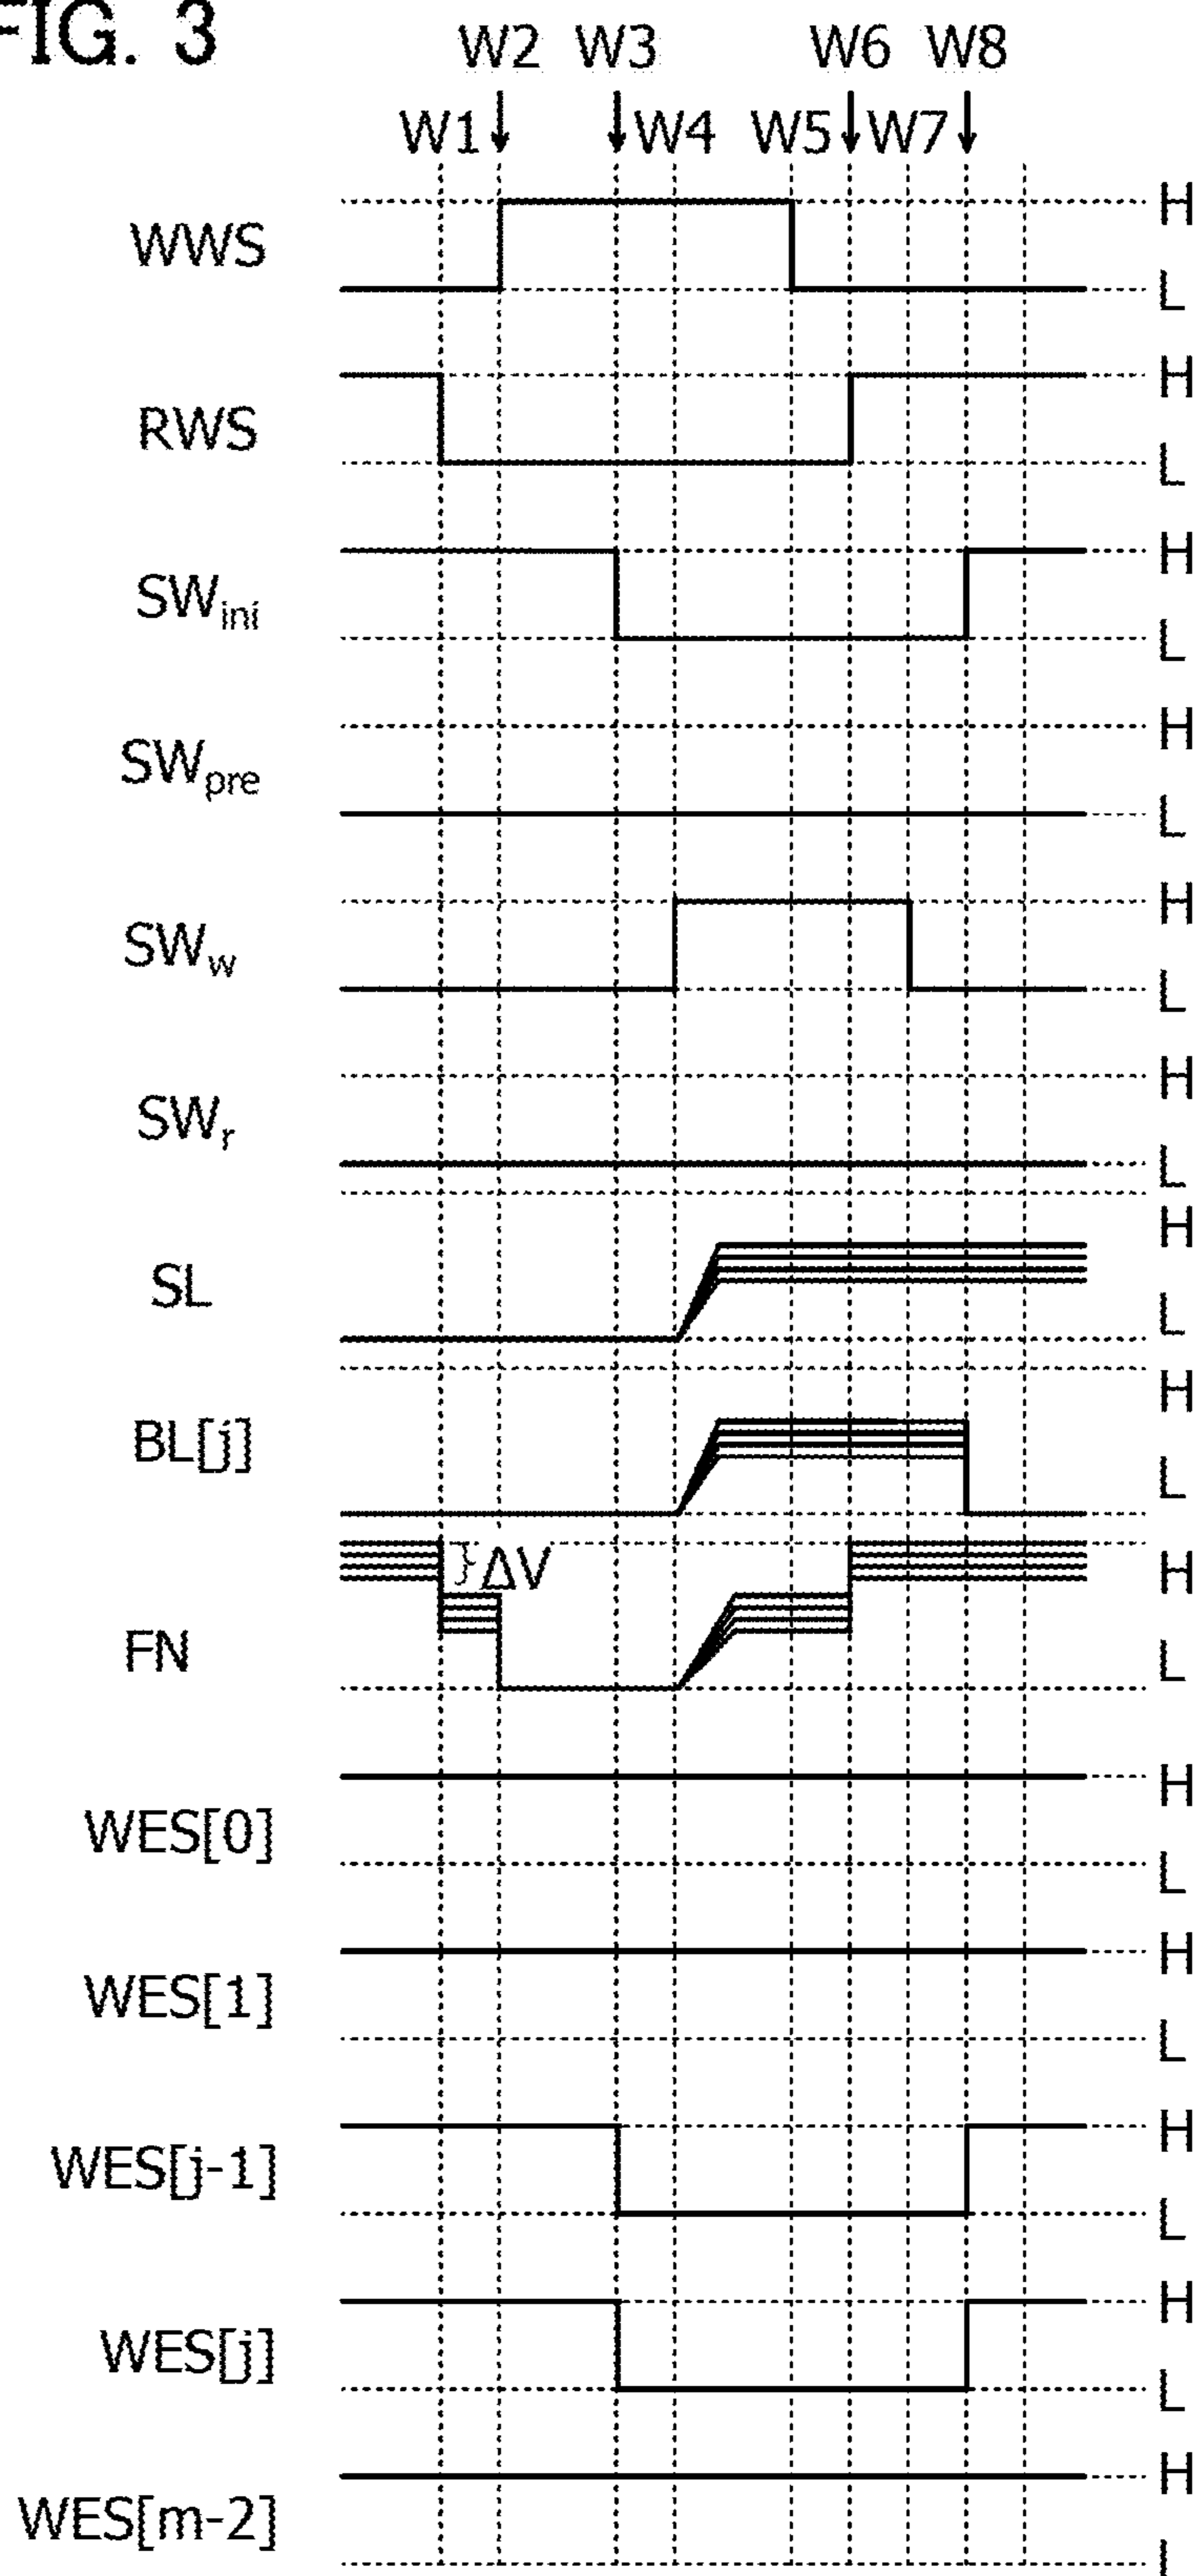 FIG. 3
W2 W3 W6 W8
W1 W4 W5 W7
H
WWS
L
H
RWS
L
H
SWini
L
H
SWpre
L
H
SWw
L
H
SWr
L
H
SL
L
H
BL[j]
L
ΔV
H
FN
L
H
WES[0]
L
H
WES[1]
L
H
WES[j-1]
L
H
WES[j]
L
H
WES[m-2]
L